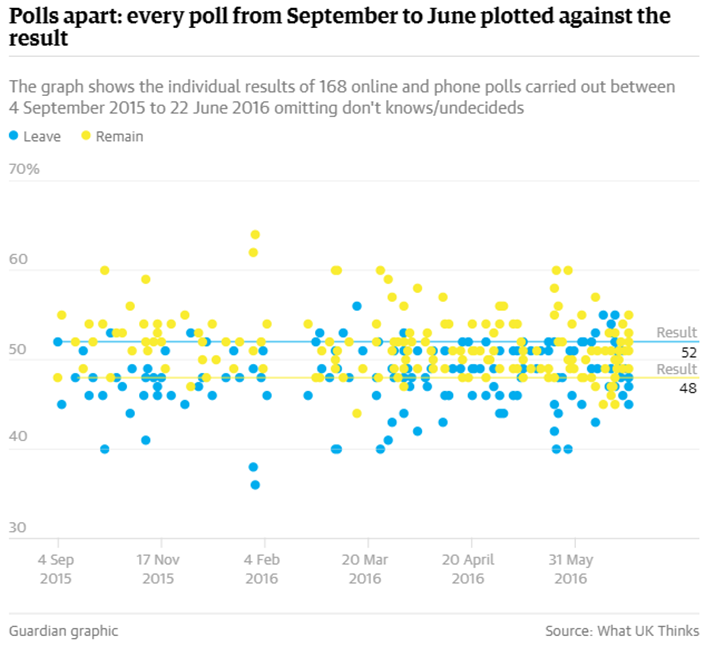 Polls apart: every poll from September to June plotted against the
result
The graph shows the individual results of 168 online and phone polls carried out between
4 September 2015 to 22 June 2016 omitting don't knows/undecideds
Leave Remain
70%
60
Result
52
50
Result
48
40
30
4 Sep 17 Nov 4 Feb 20 Mar 20 April 31 May
2015 2015 2016 2016 2016 2016
Guardian graphic Source: What UK Thinks